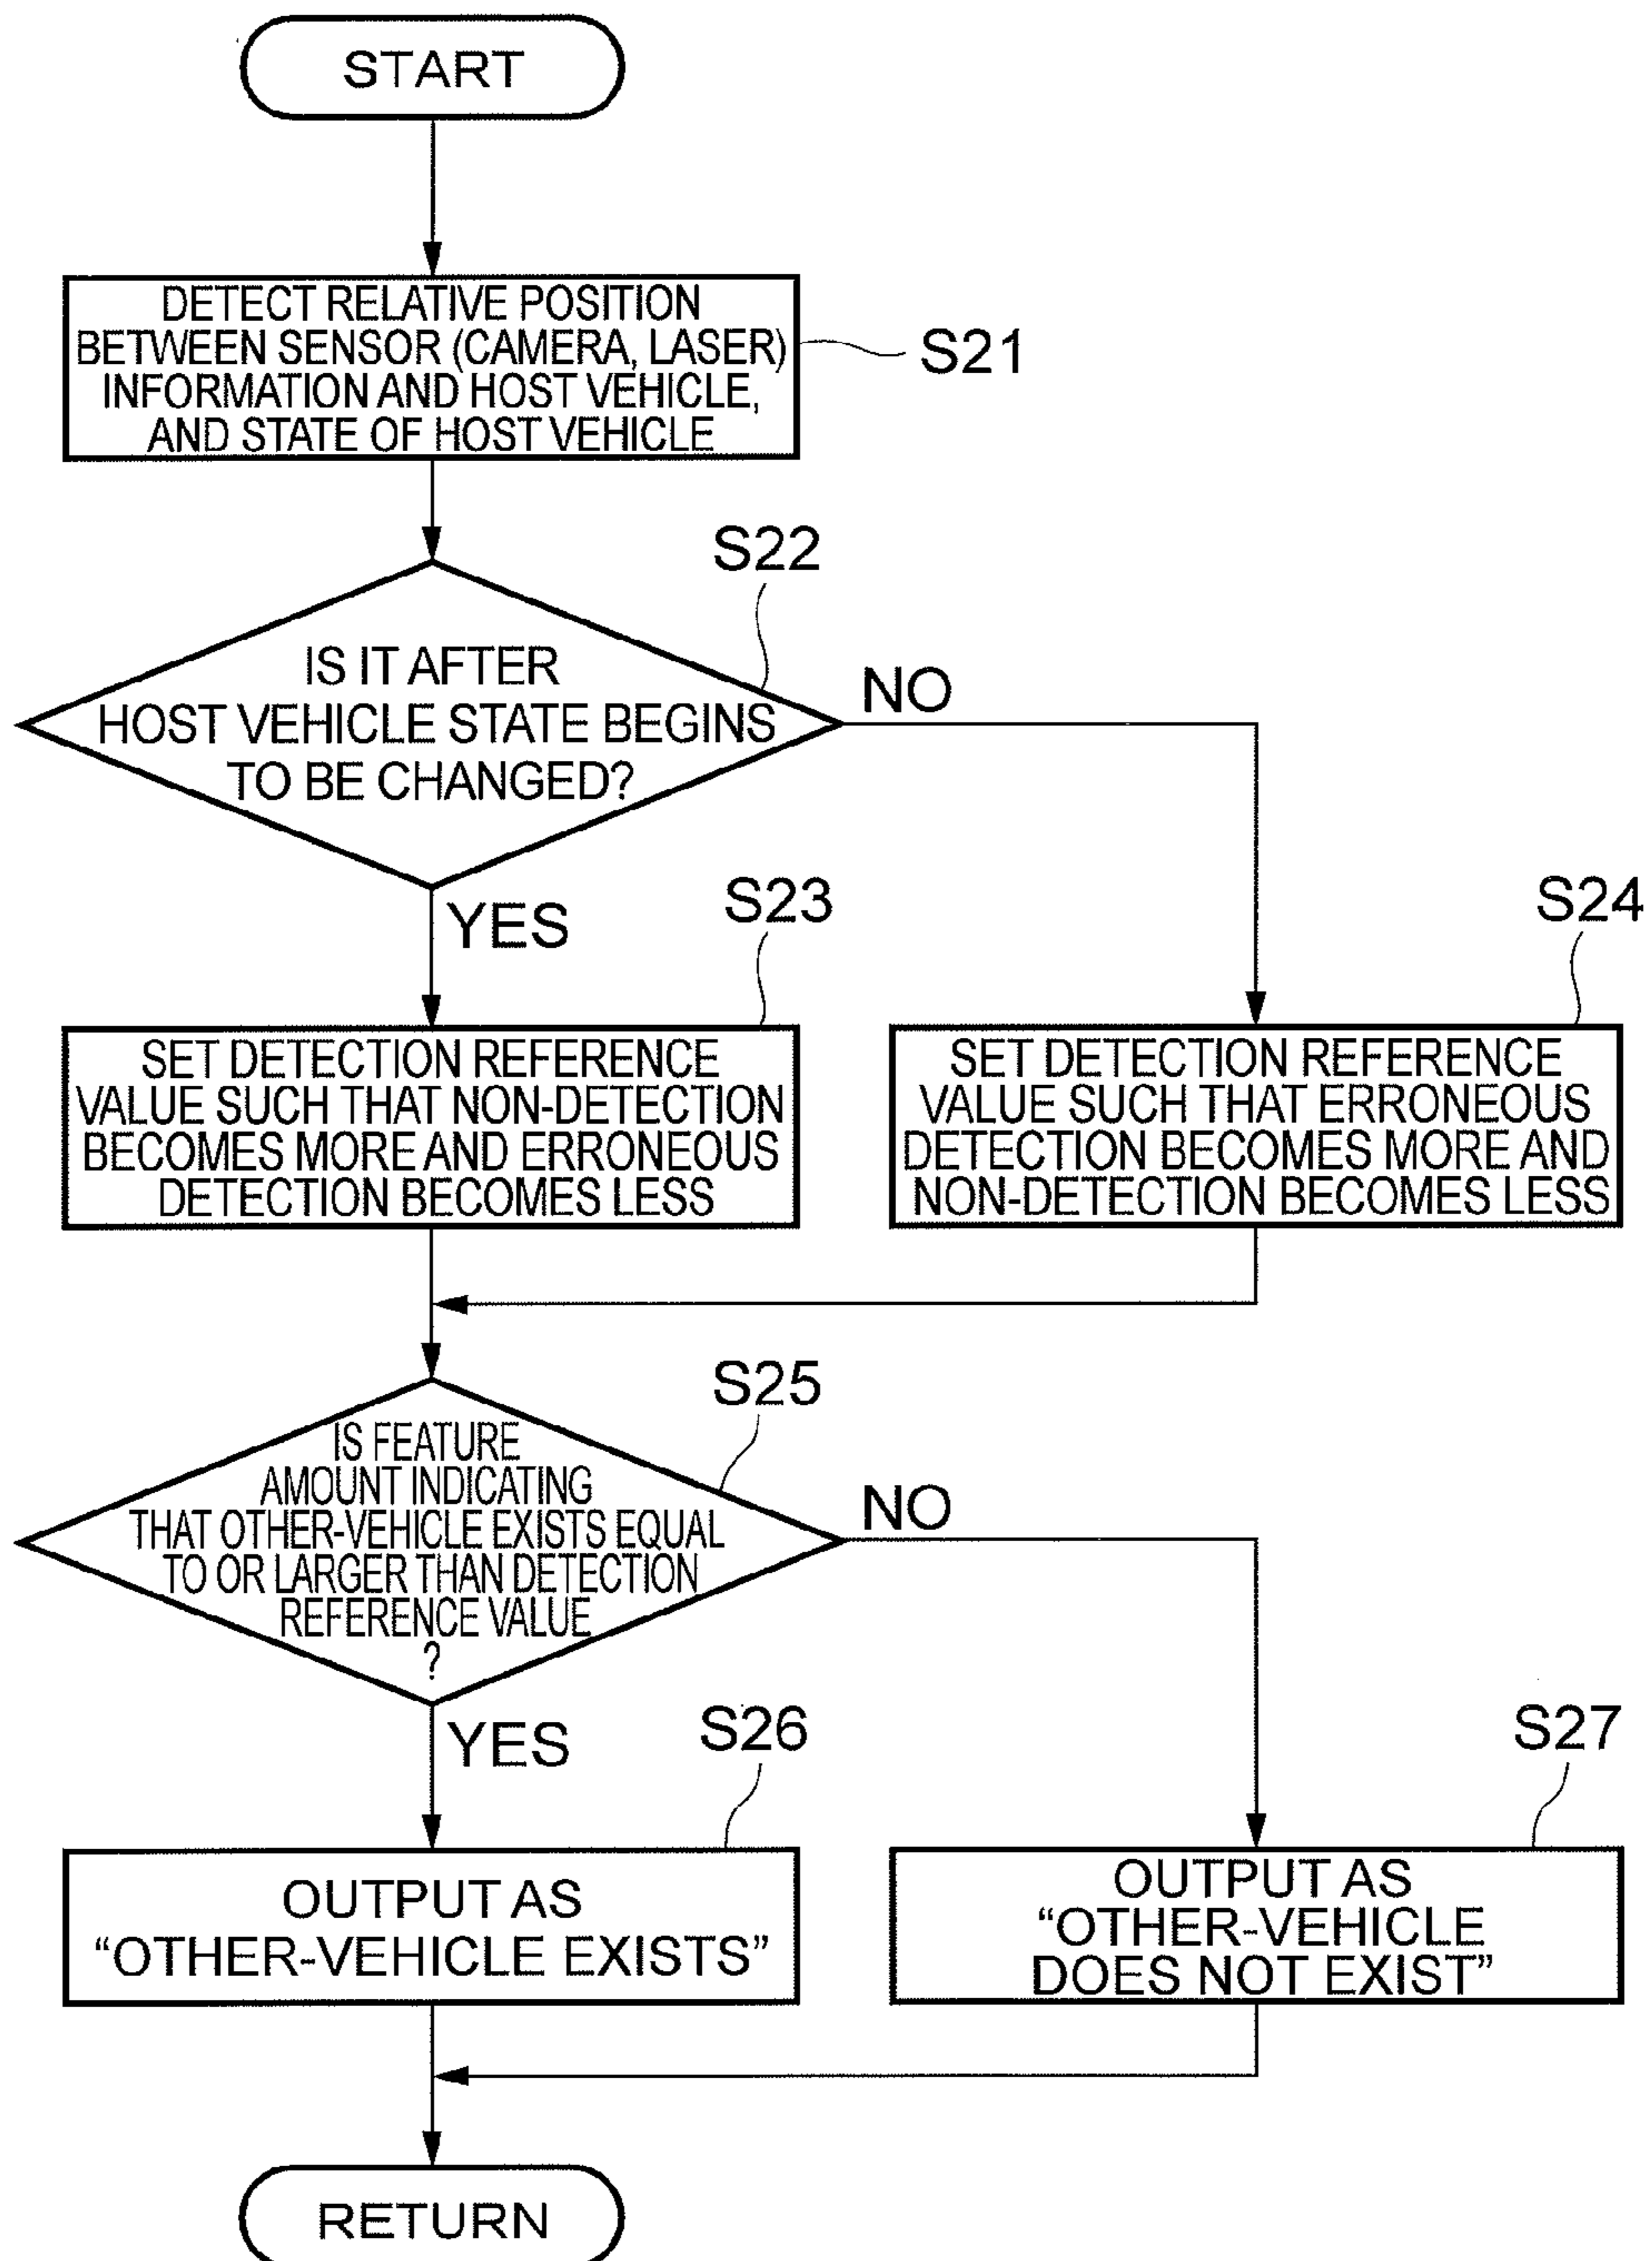 START
DETECT RELATIVE POSITION
BETWEEN SENSOR (CAMERA, LASER)
INFORMATION AND HOST VEHICLE,
AND STATE OF HOST VEHICLE
S21
S22
IS IT AFTER
HOST VEHICLE STATE BEGINS
TO BE CHANGED?
NO
YES
S23
S24
SET DETECTION REFERENCE
VALUE SUCH THAT NON-DETECTION
BECOMES MORE AND ERRONEOUS
DETECTION BECOMES LESS
SET DETECTION REFERENCE
VALUE SUCH THAT ERRONEOUS
DETECTION BECOMES MORE AND
NON-DETECTION BECOMES LESS
S25
IS FEATURE
AMOUNT INDICATING
THAT OTHER-VEHICLE EXISTS EQUAL
TO OR LARGER THAN DETECTION
REFERENCE VALUE
?
NO
YES
S26
S27
OUTPUT AS
“OTHER-VEHICLE EXISTS”
OUTPUT AS
“OTHER-VEHICLE
DOES NOT EXIST”
RETURN